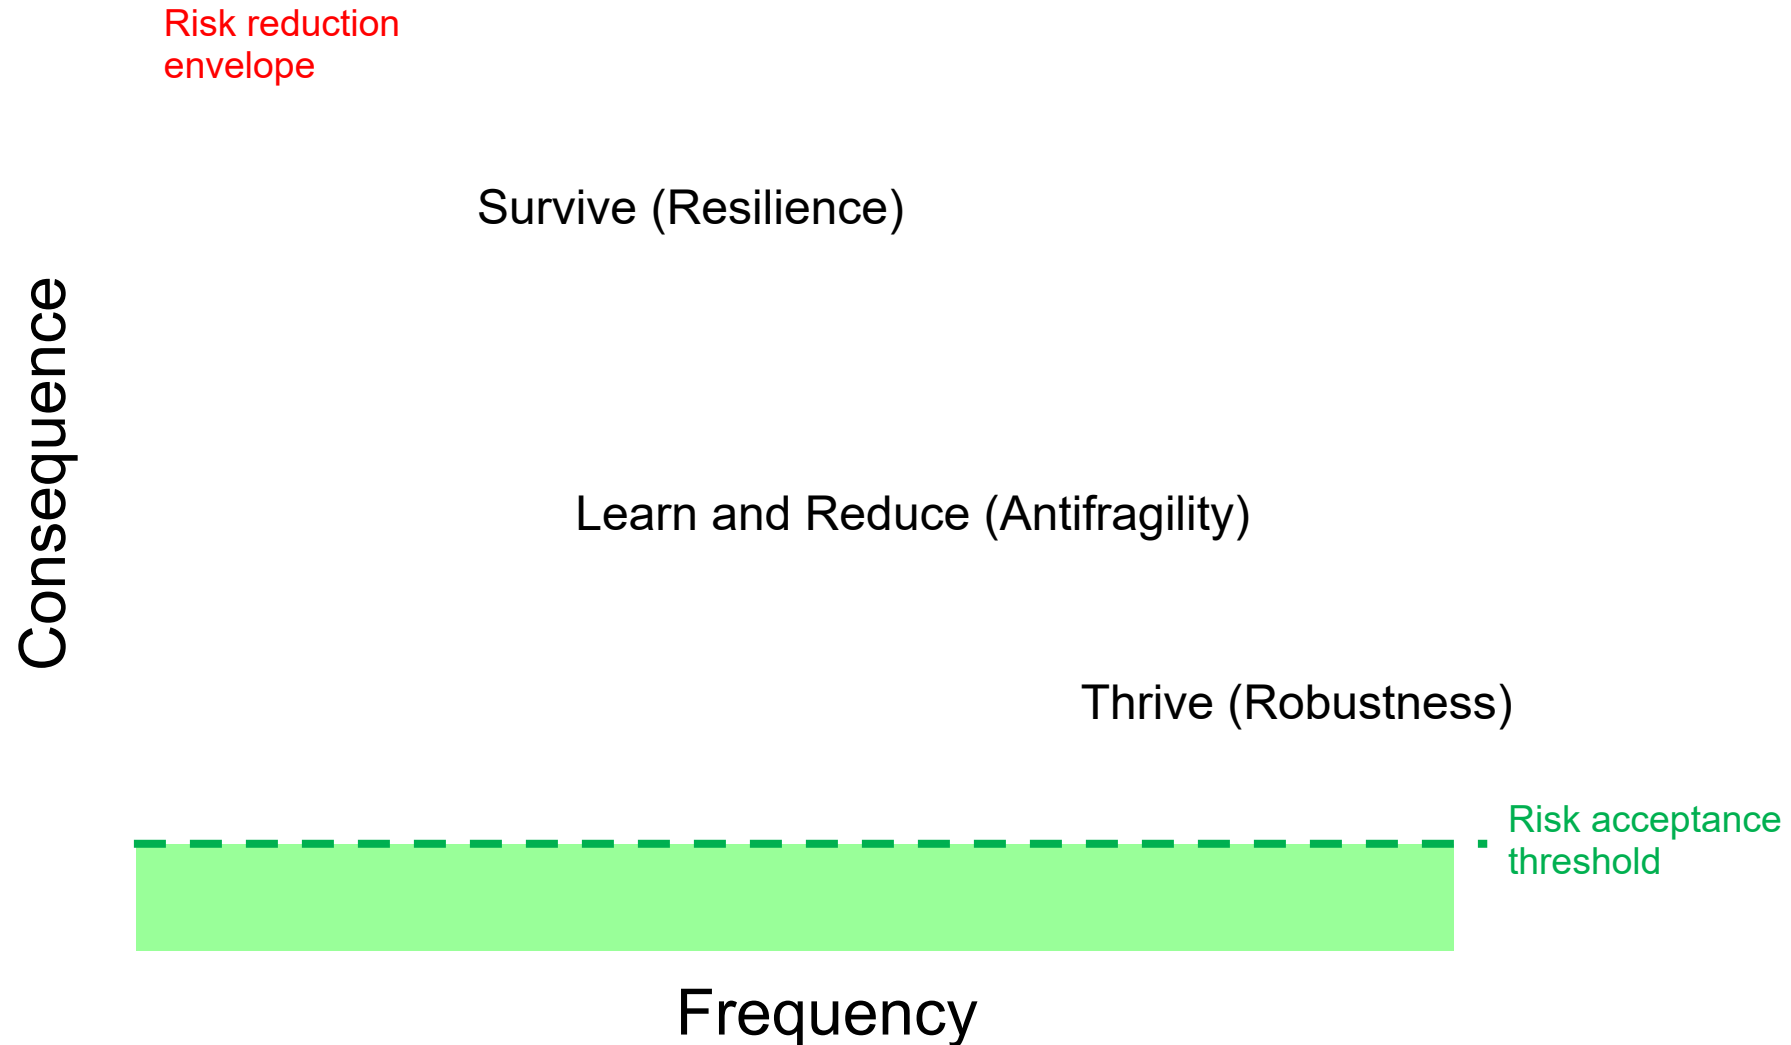 Risk reduction
envelope
Survive (Resilience)
Consequence
Learn and Reduce (Antifragility)
Thrive (Robustness)
Risk acceptance
threshold
Frequency